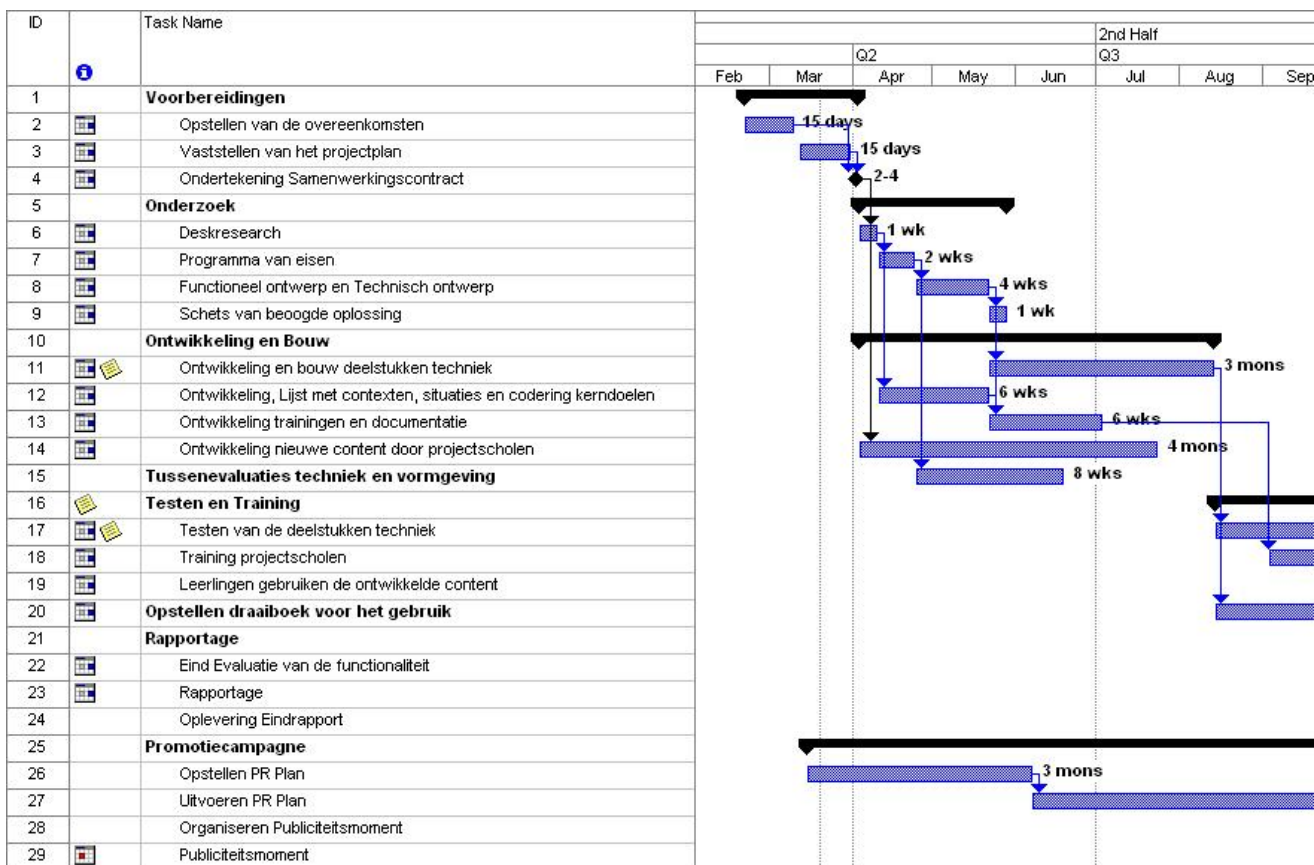 ID Task Name
2nd Half
Q2 Q3
Feb Mar Apr May Jun Jul Aug Sep
1 Voorbereidingen
2 Opstellen van de overeenkomsten 15 days
3 Vaststellen van het projectplan 15 days
4 Ondertekening Samenwerkingscontract 2-4
5 Onderzoek
6 Deskresearch 1 wk
7 Programma van eisen 2 wks
8 Functioneel ontwerp en Technisch ontwerp 4 wks
9 Schets van beoogde oplossing 1 wk
10 Ontwikkeling en Bouw
11 Ontwikkeling en bouw deelstukken techniek 3 mons
12 Ontwikkeling, Lijst met contexten, situaties en codering kerndoelen 6 wks
13 Ontwikkeling trainingen en documentatie 6 wks
14 Ontwikkeling nieuwe content door projectscholen 4 mons
15 Tussenevaluaties techniek en vormgeving 8 wks
16 Testen en Training
17 Testen van de deelstukken techniek
18 Training projectscholen
19 Leerlingen gebruiken de ontwikkelde content
20 Opstellen draaiboek voor het gebruik
21 Rapportage
22 Eind Evaluatie van de functionaliteit
23 Rapportage
24 Oplevering Eindrapport
25 Promotiecampagne
26 Opstellen PR Plan 3 mons
27 Uitvoeren PR Plan
28 Organiseren Publiciteitsmoment
29 Publiciteitsmoment